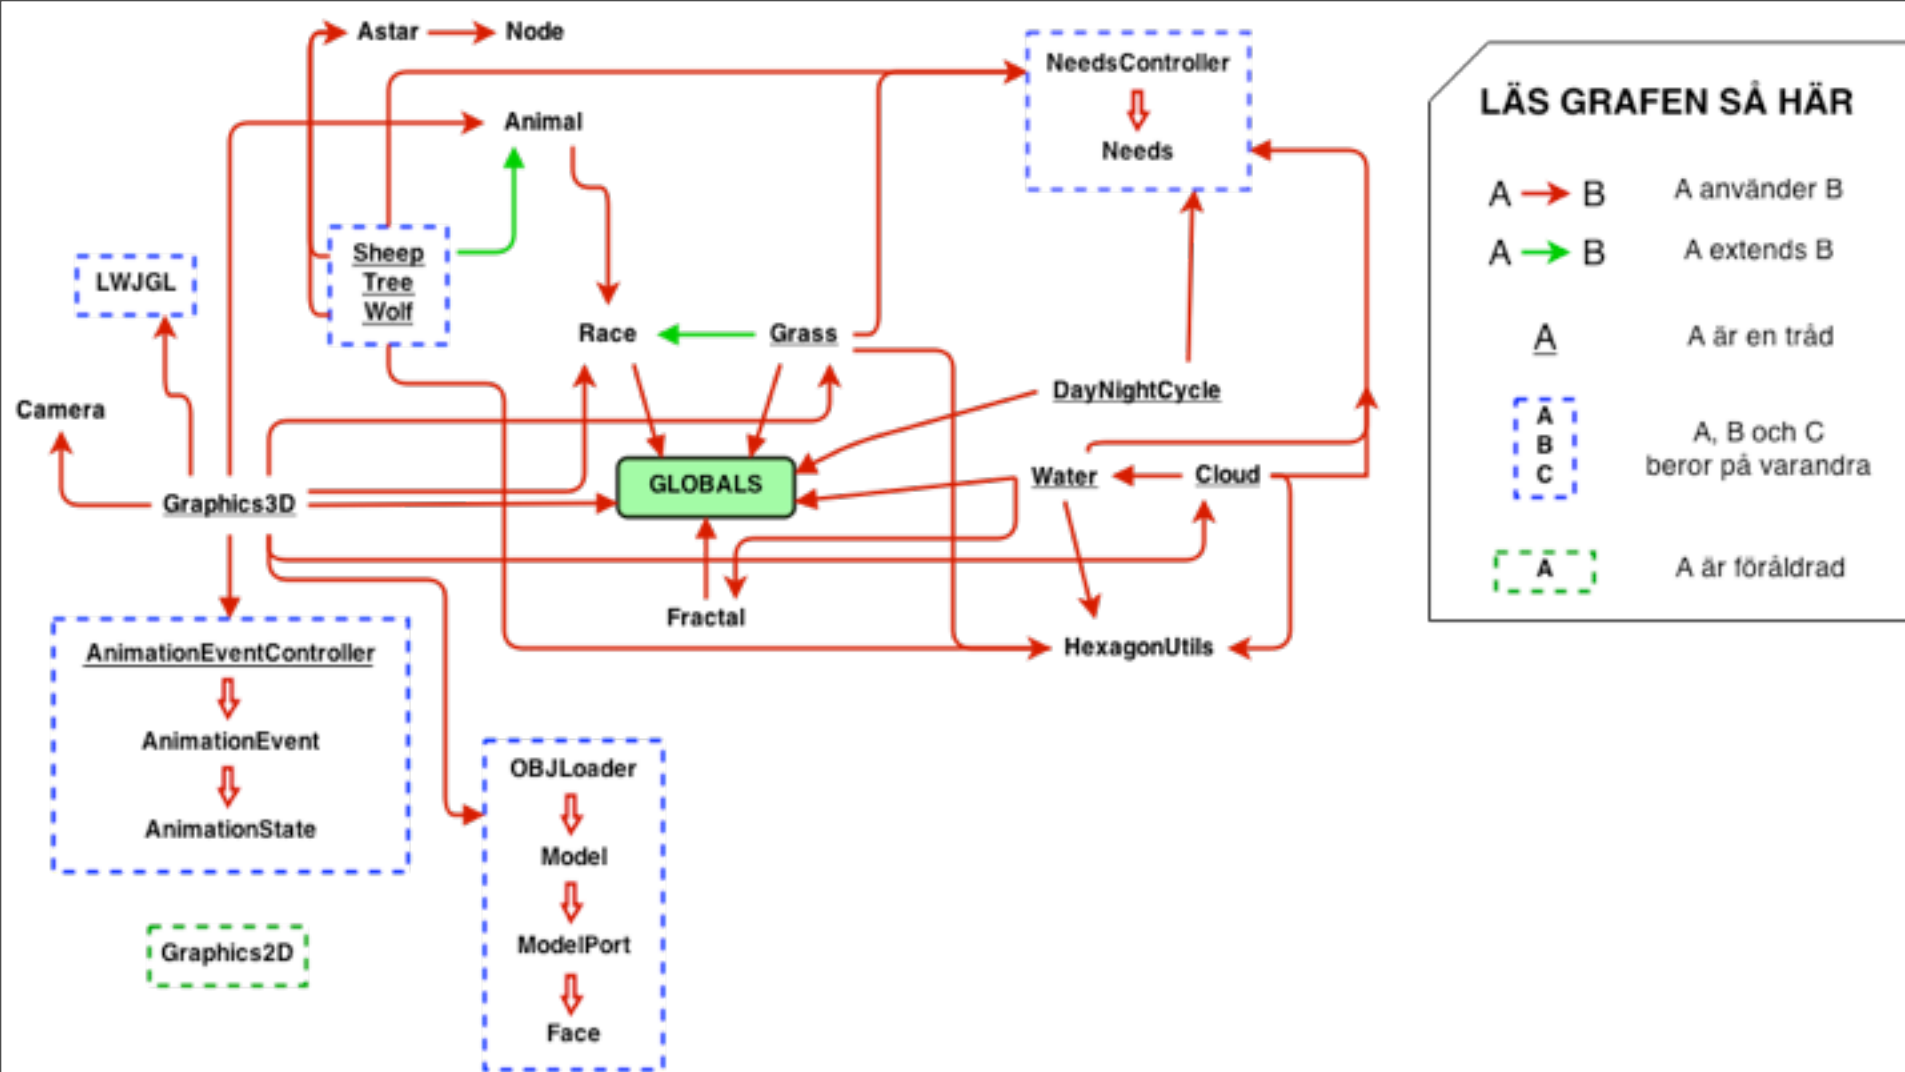 Astar
Node
NeedsController
Animal
Needs
Sheep
Tree
Wolf
LWJGL
Race
Grass
DayNightCycle
Camera
GLOBALS
Water
Cloud
Graphics3D
Fractal
HexagonUtils
AnimationEventController
AnimationEvent
AnimationState
OBJLoader
Model
ModelPort
Face
Graphics2D
LÄS GRAFEN SÅ HÄR
A B A använder B
A B A extends B
A A är en tråd
A
B
C
A, B och C
beror på varandra
A A är föråldrad